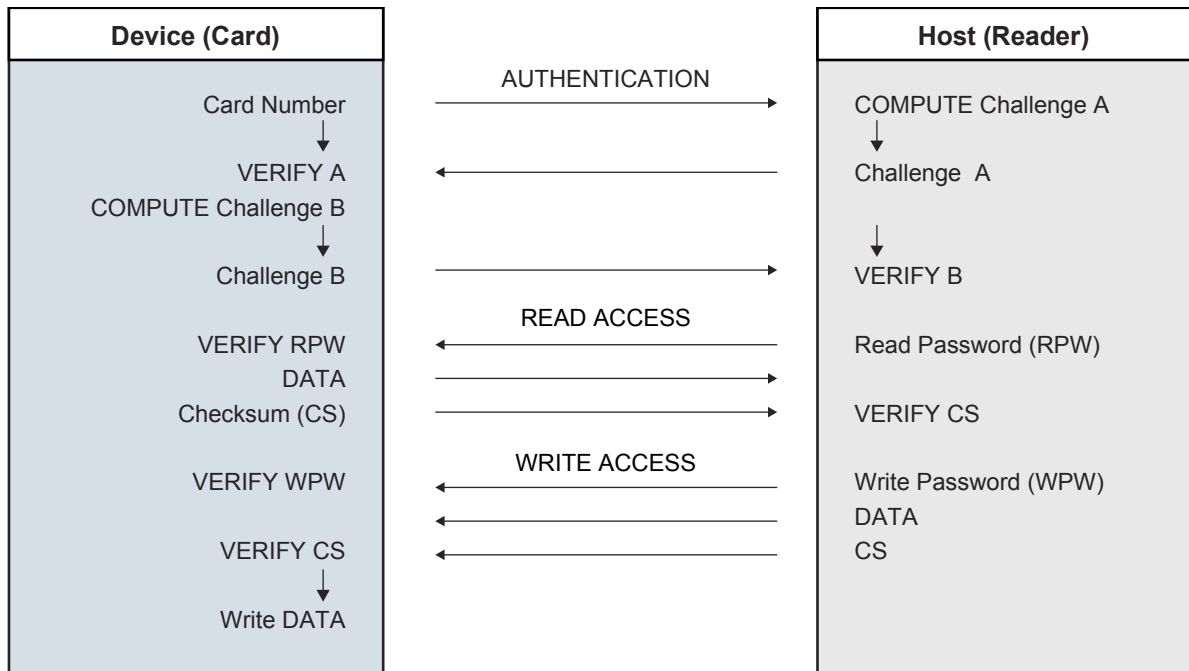 Device (Card)
Host (Reader)
AUTHENTICATION
Card Number
COMPUTE Challenge A
VERIFY A
Challenge A
COMPUTE Challenge B
Challenge B
VERIFY B
READ ACCESS
VERIFY RPW
Read Password (RPW)
DATA
Checksum (CS)
VERIFY CS
WRITE ACCESS
VERIFY WPW
Write Password (WPW)
DATA
VERIFY CS
CS
Write DATA